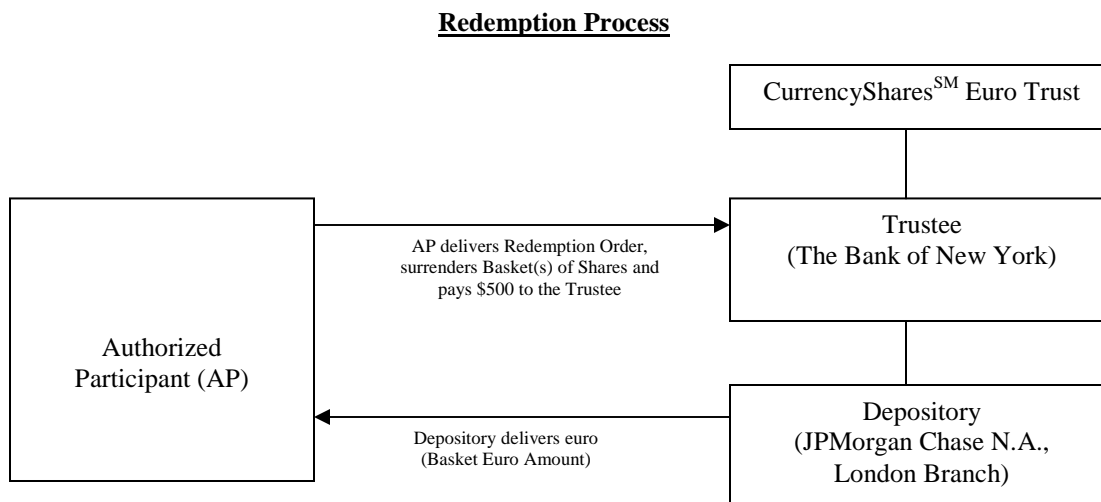 Redemption Process
CurrencyShares^SM Euro Trust
Trustee
(The Bank of New York)
AP delivers Redemption Order,
surrenders Basket(s) of Shares and
pays $500 to the Trustee
Authorized
Participant (AP)
Depository delivers euro
(Basket Euro Amount)
Depository
(JPMorgan Chase N.A.,
London Branch)